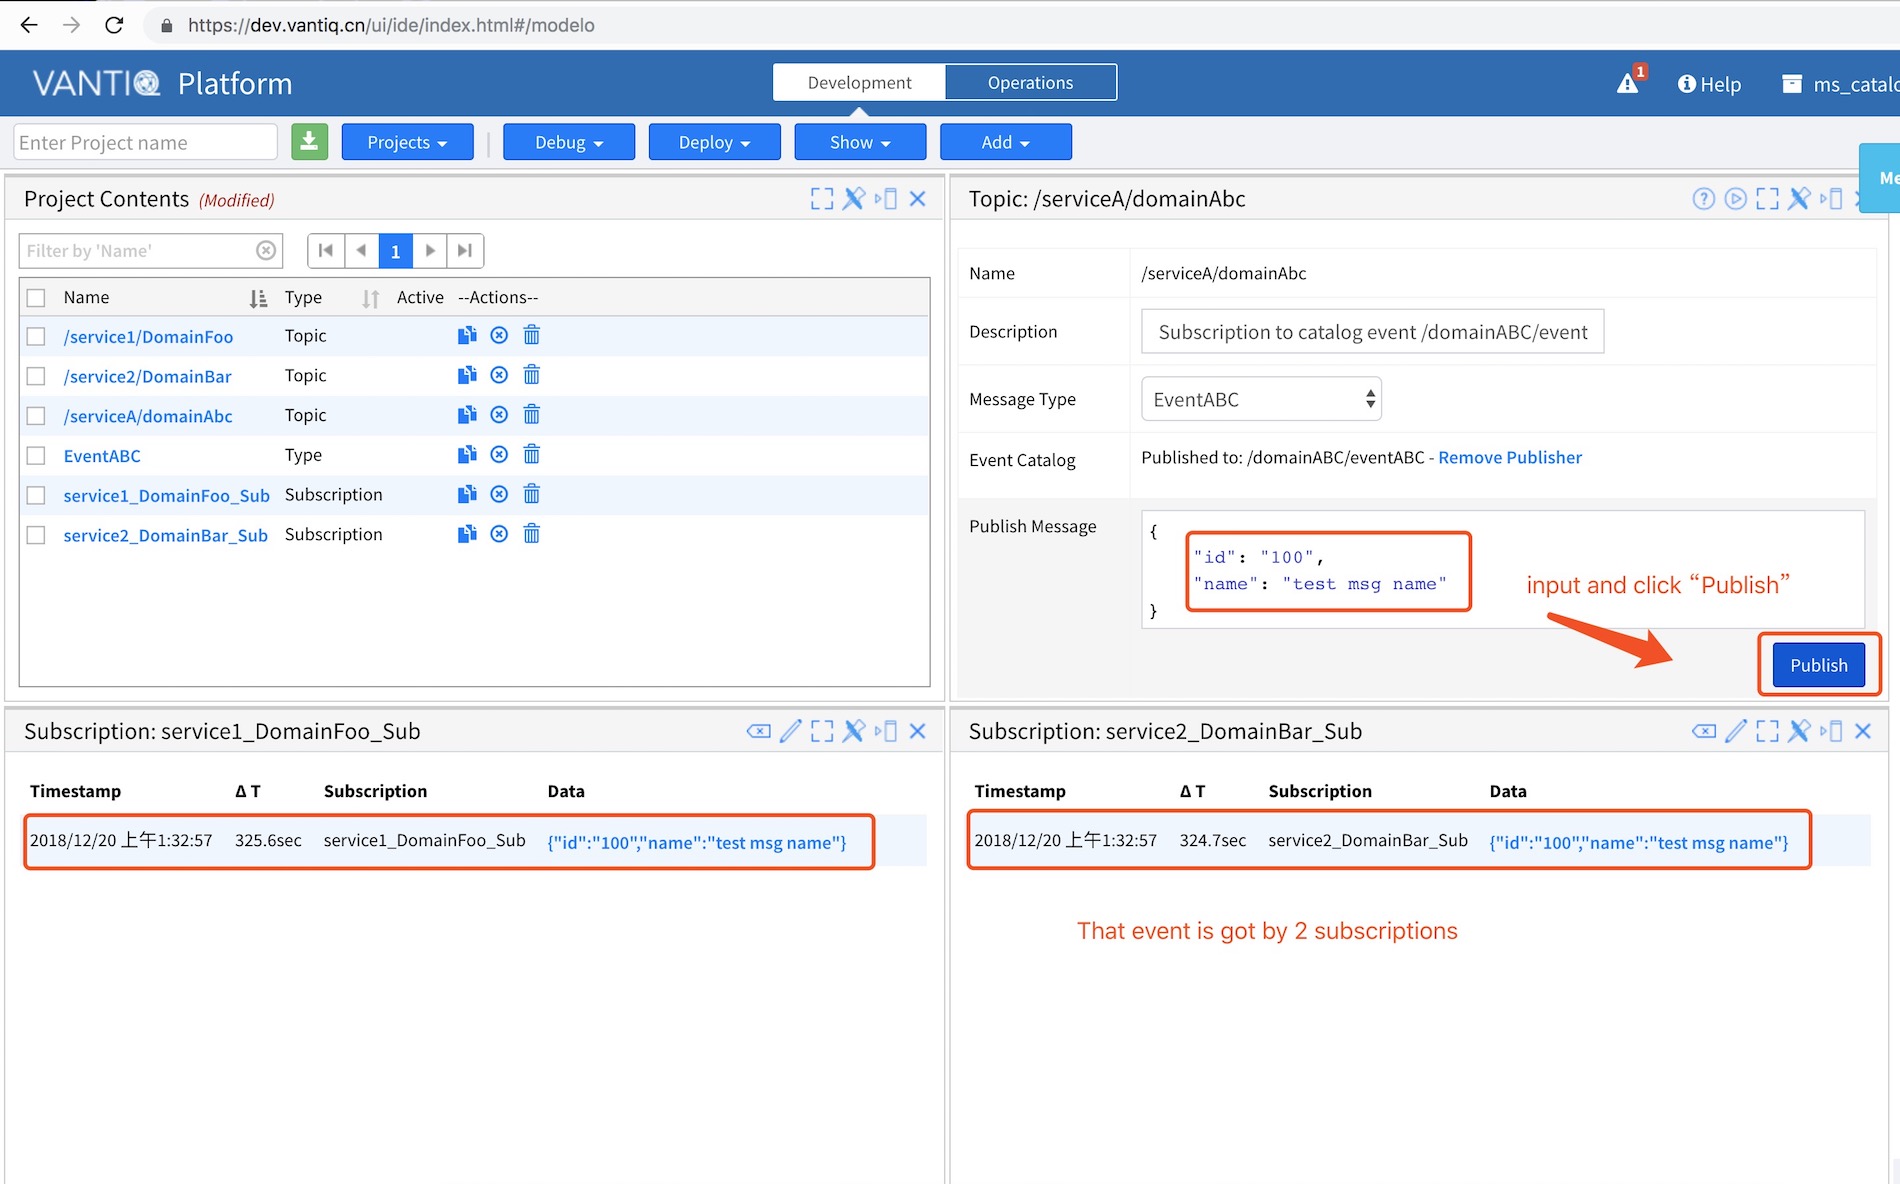 https://dev.vantiq.cn/ui/ide/index.html#/modelo
VANTIQ Platform
Development
Operations
1
Help
ms_catalo
Enter Project name
Projects
Debug
Deploy
Show
Add
Me
Project Contents (Modified)
Filter by 'Name'
1
Name Type Active --Actions--
/service1/DomainFoo Topic
/service2/DomainBar Topic
/serviceA/domainAbc Topic
EventABC Type
service1_DomainFoo_Sub Subscription
service2_DomainBar_Sub Subscription
Topic: /serviceA/domainAbc
Name /serviceA/domainAbc
Description Subscription to catalog event /domainABC/event
Message Type EventABC
Event Catalog Published to: /domainABC/eventABC - Remove Publisher
Publish Message
{
"id": "100",
"name": "test msg name"
}
input and click “Publish”
Publish
Subscription: service1_DomainFoo_Sub
Timestamp Δ T Subscription Data
2018/12/20 上午1:32:57 325.6sec service1_DomainFoo_Sub {"id":"100","name":"test msg name"}
Subscription: service2_DomainBar_Sub
Timestamp Δ T Subscription Data
2018/12/20 上午1:32:57 324.7sec service2_DomainBar_Sub {"id":"100","name":"test msg name"}
That event is got by 2 subscriptions